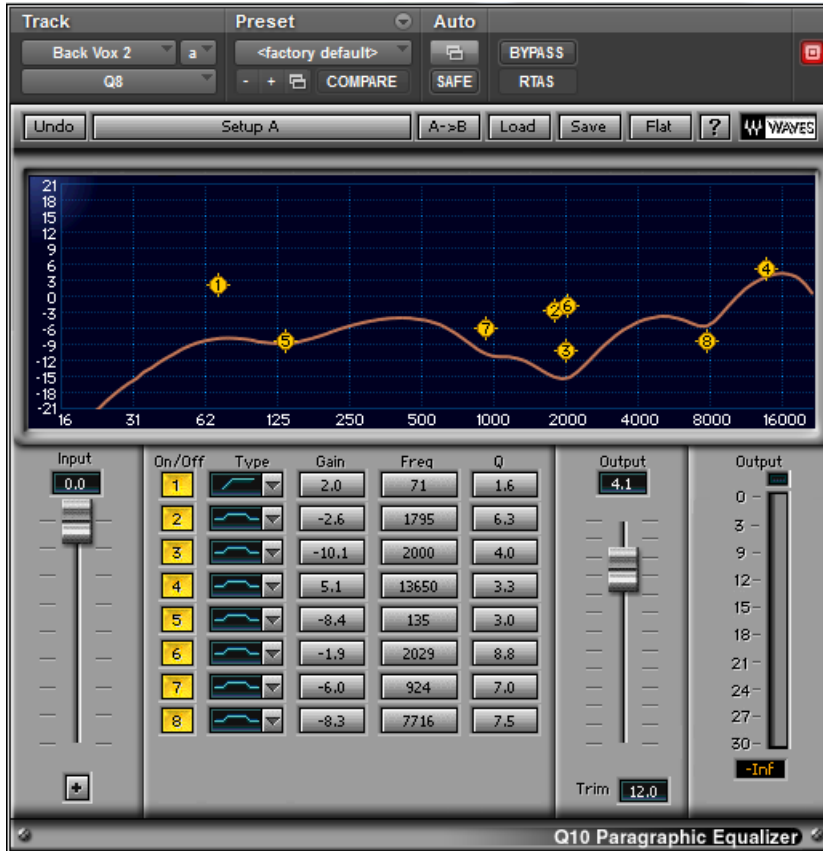 Track Preset Auto
Back Vox 2 a <factory default> BYPASS
Q8 - + COMPARE SAFE RTAS
Undo Setup A A->B Load Save Flat ? WAVES
21
18
15
12
9
6
3
0
-3
-6
-9
-12
-15
-18
-21
1
2
3
4
5
6
7
8
16 31 62 125 250 500 1000 2000 4000 8000 16000
Input On/Off Type Gain Freq Q Output Output
0.0 4.1
1 2.0 71 1.6
2 -2.6 1795 6.3
3 -10.1 2000 4.0
4 5.1 13650 3.3
5 -8.4 135 3.0
6 -1.9 2029 8.8
7 -6.0 924 7.0
8 -8.3 7716 7.5
0
3
9
12
15
18
21
24
27
30
-Inf
+ Trim 12.0
Q10 Paragraphic Equalizer